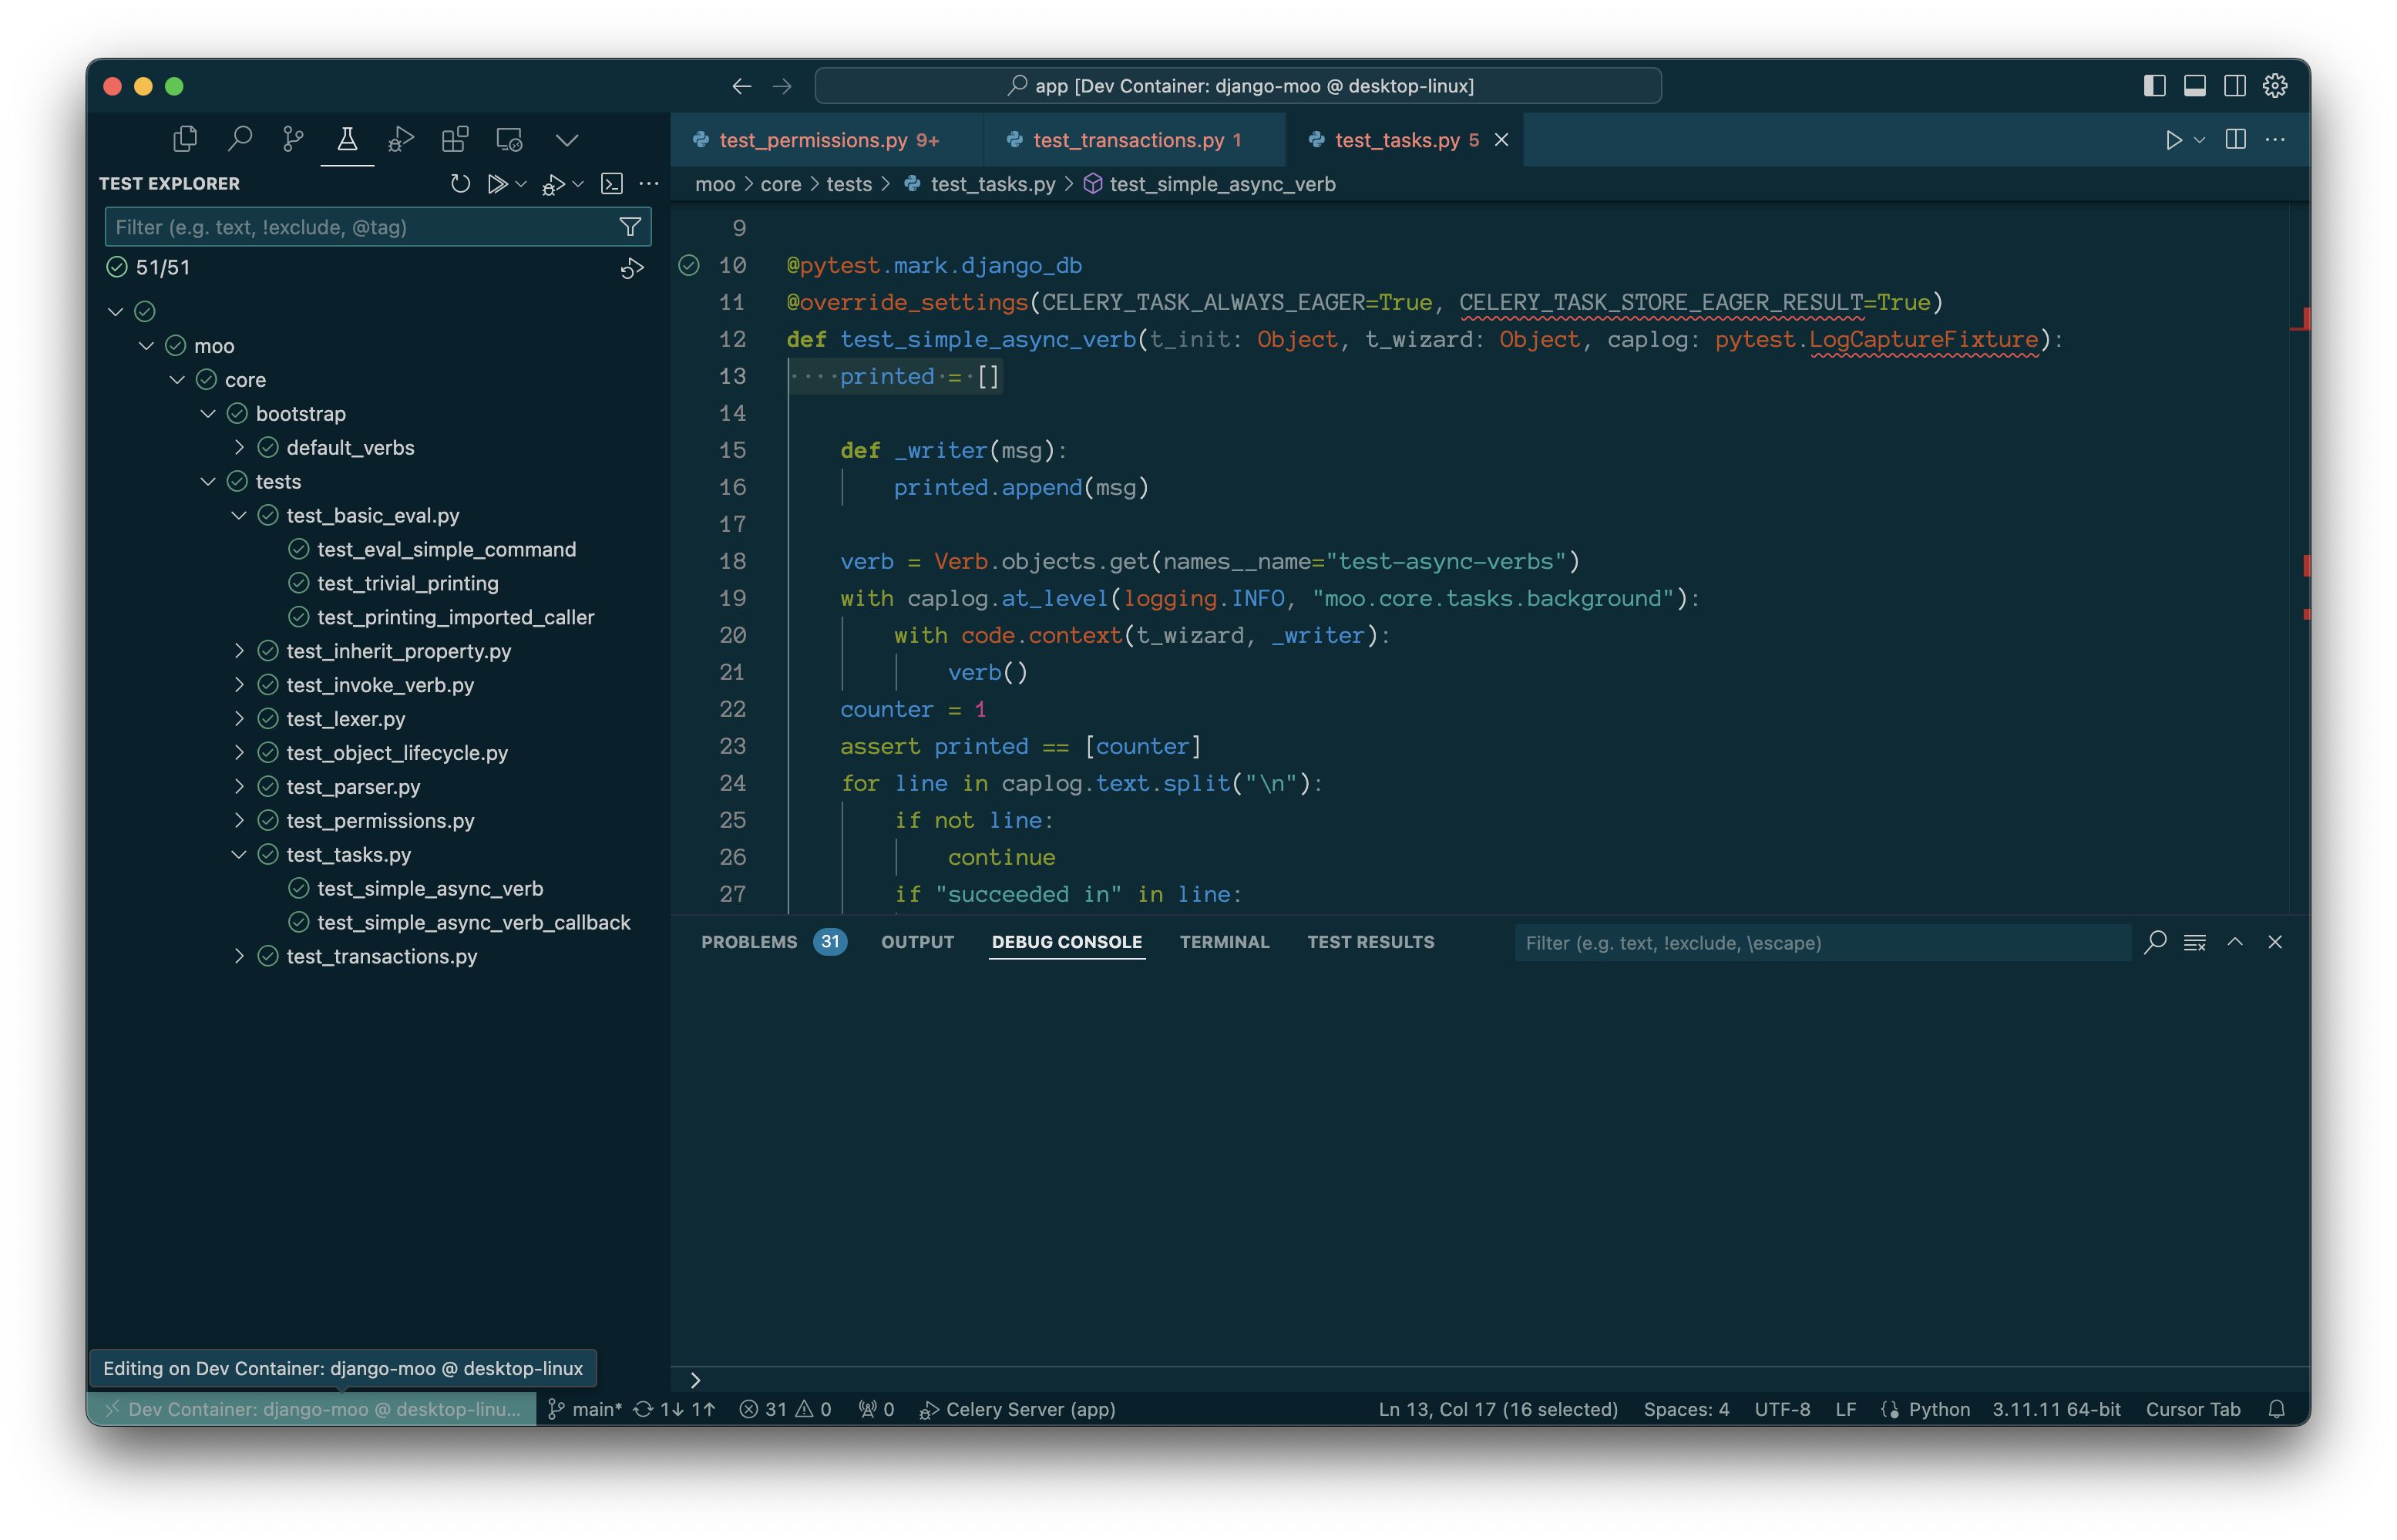 app [Dev Container: django-moo @ desktop-linux]
TEST EXPLORER
Filter (e.g. text, !exclude, @tag)
51/51
moo
core
bootstrap
default_verbs
tests
test_basic_eval.py
test_eval_simple_command
test_trivial_printing
test_printing_imported_caller
test_inherit_property.py
test_invoke_verb.py
test_lexer.py
test_object_lifecycle.py
test_parser.py
test_permissions.py
test_tasks.py
test_simple_async_verb
test_simple_async_verb_callback
test_transactions.py
test_permissions.py 9+ test_transactions.py 1 test_tasks.py 5
moo > core > tests > test_tasks.py > test_simple_async_verb
9
10 @pytest.mark.django_db
11 @override_settings(CELERY_TASK_ALWAYS_EAGER=True, CELERY_TASK_STORE_EAGER_RESULT=True)
12 def test_simple_async_verb(t_init: Object, t_wizard: Object, caplog: pytest.LogCaptureFixture):
13 ····printed·=·[]
14
15 def _writer(msg):
16 printed.append(msg)
17
18 verb = Verb.objects.get(names__name="test-async-verbs")
19 with caplog.at_level(logging.INFO, "moo.core.tasks.background"):
20 with code.context(t_wizard, _writer):
21 verb()
22 counter = 1
23 assert printed == [counter]
24 for line in caplog.text.split("\n"):
25 if not line:
26 continue
27 if "succeeded in" in line:
PROBLEMS 31 OUTPUT DEBUG CONSOLE TERMINAL TEST RESULTS Filter (e.g. text, !exclude, \escape)
Editing on Dev Container: django-moo @ desktop-linux
Dev Container: django-moo @ desktop-linu... main* 1↓ 1↑ 31 0 0 Celery Server (app) Ln 13, Col 17 (16 selected) Spaces: 4 UTF-8 LF Python 3.11.11 64-bit Cursor Tab